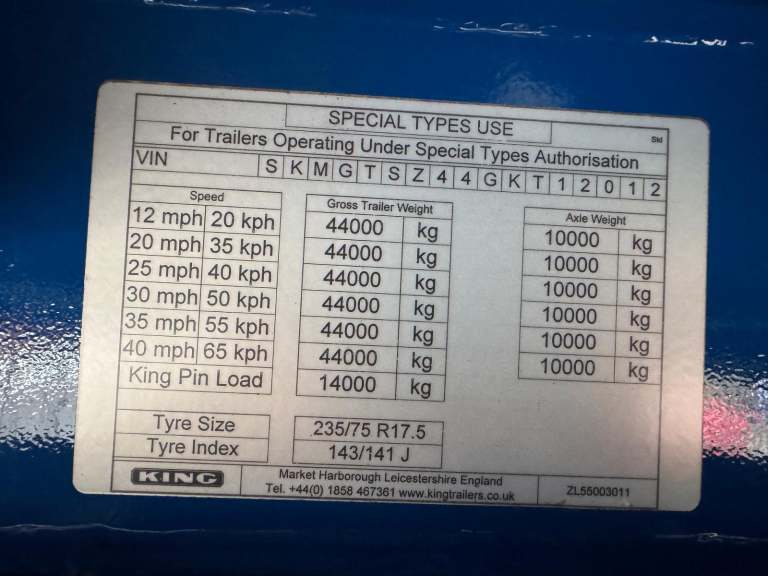 SPECIAL TYPES USE
Skl
For Trailers Operating Under Special Types Authorisation
VIN S K M G T S Z 4 4 G K T 1 2 0 1 2
Speed Gross Trailer Weight Axle Weight
12 mph 20 kph 44000 kg 10000 kg
20 mph 35 kph 44000 kg 10000 kg
25 mph 40 kph 44000 kg 10000 kg
30 mph 50 kph 44000 kg 10000 kg
35 mph 55 kph 44000 kg 10000 kg
40 mph 65 kph 44000 kg 10000 kg
King Pin Load 14000 kg
Tyre Size 235/75 R17.5
Tyre Index 143/141 J
KING
Market Harborough Leicestershire England
Tel. +44(0) 1858 467361 www.kingtrailers.co.uk
ZL55003011